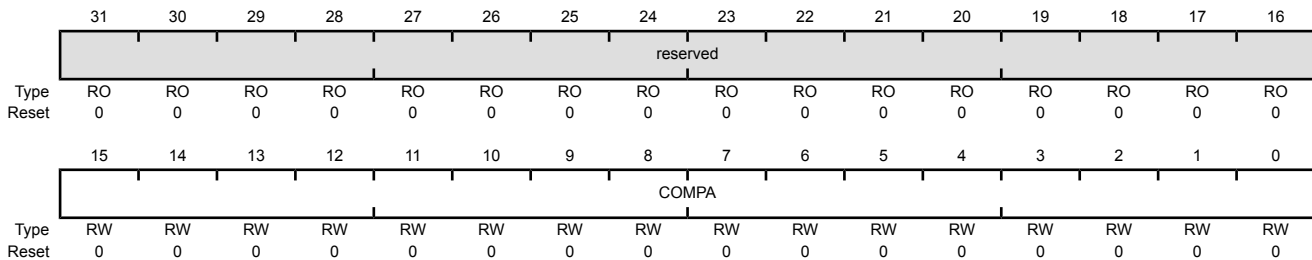 31 30 29 28 27 26 25 24 23 22 21 20 19 18 17 16
reserved
Type RO RO RO RO RO RO RO RO RO RO RO RO RO RO RO RO
Reset 0 0 0 0 0 0 0 0 0 0 0 0 0 0 0 0
15 14 13 12 11 10 9 8 7 6 5 4 3 2 1 0
COMPA
Type RW RW RW RW RW RW RW RW RW RW RW RW RW RW RW RW
Reset 0 0 0 0 0 0 0 0 0 0 0 0 0 0 0 0